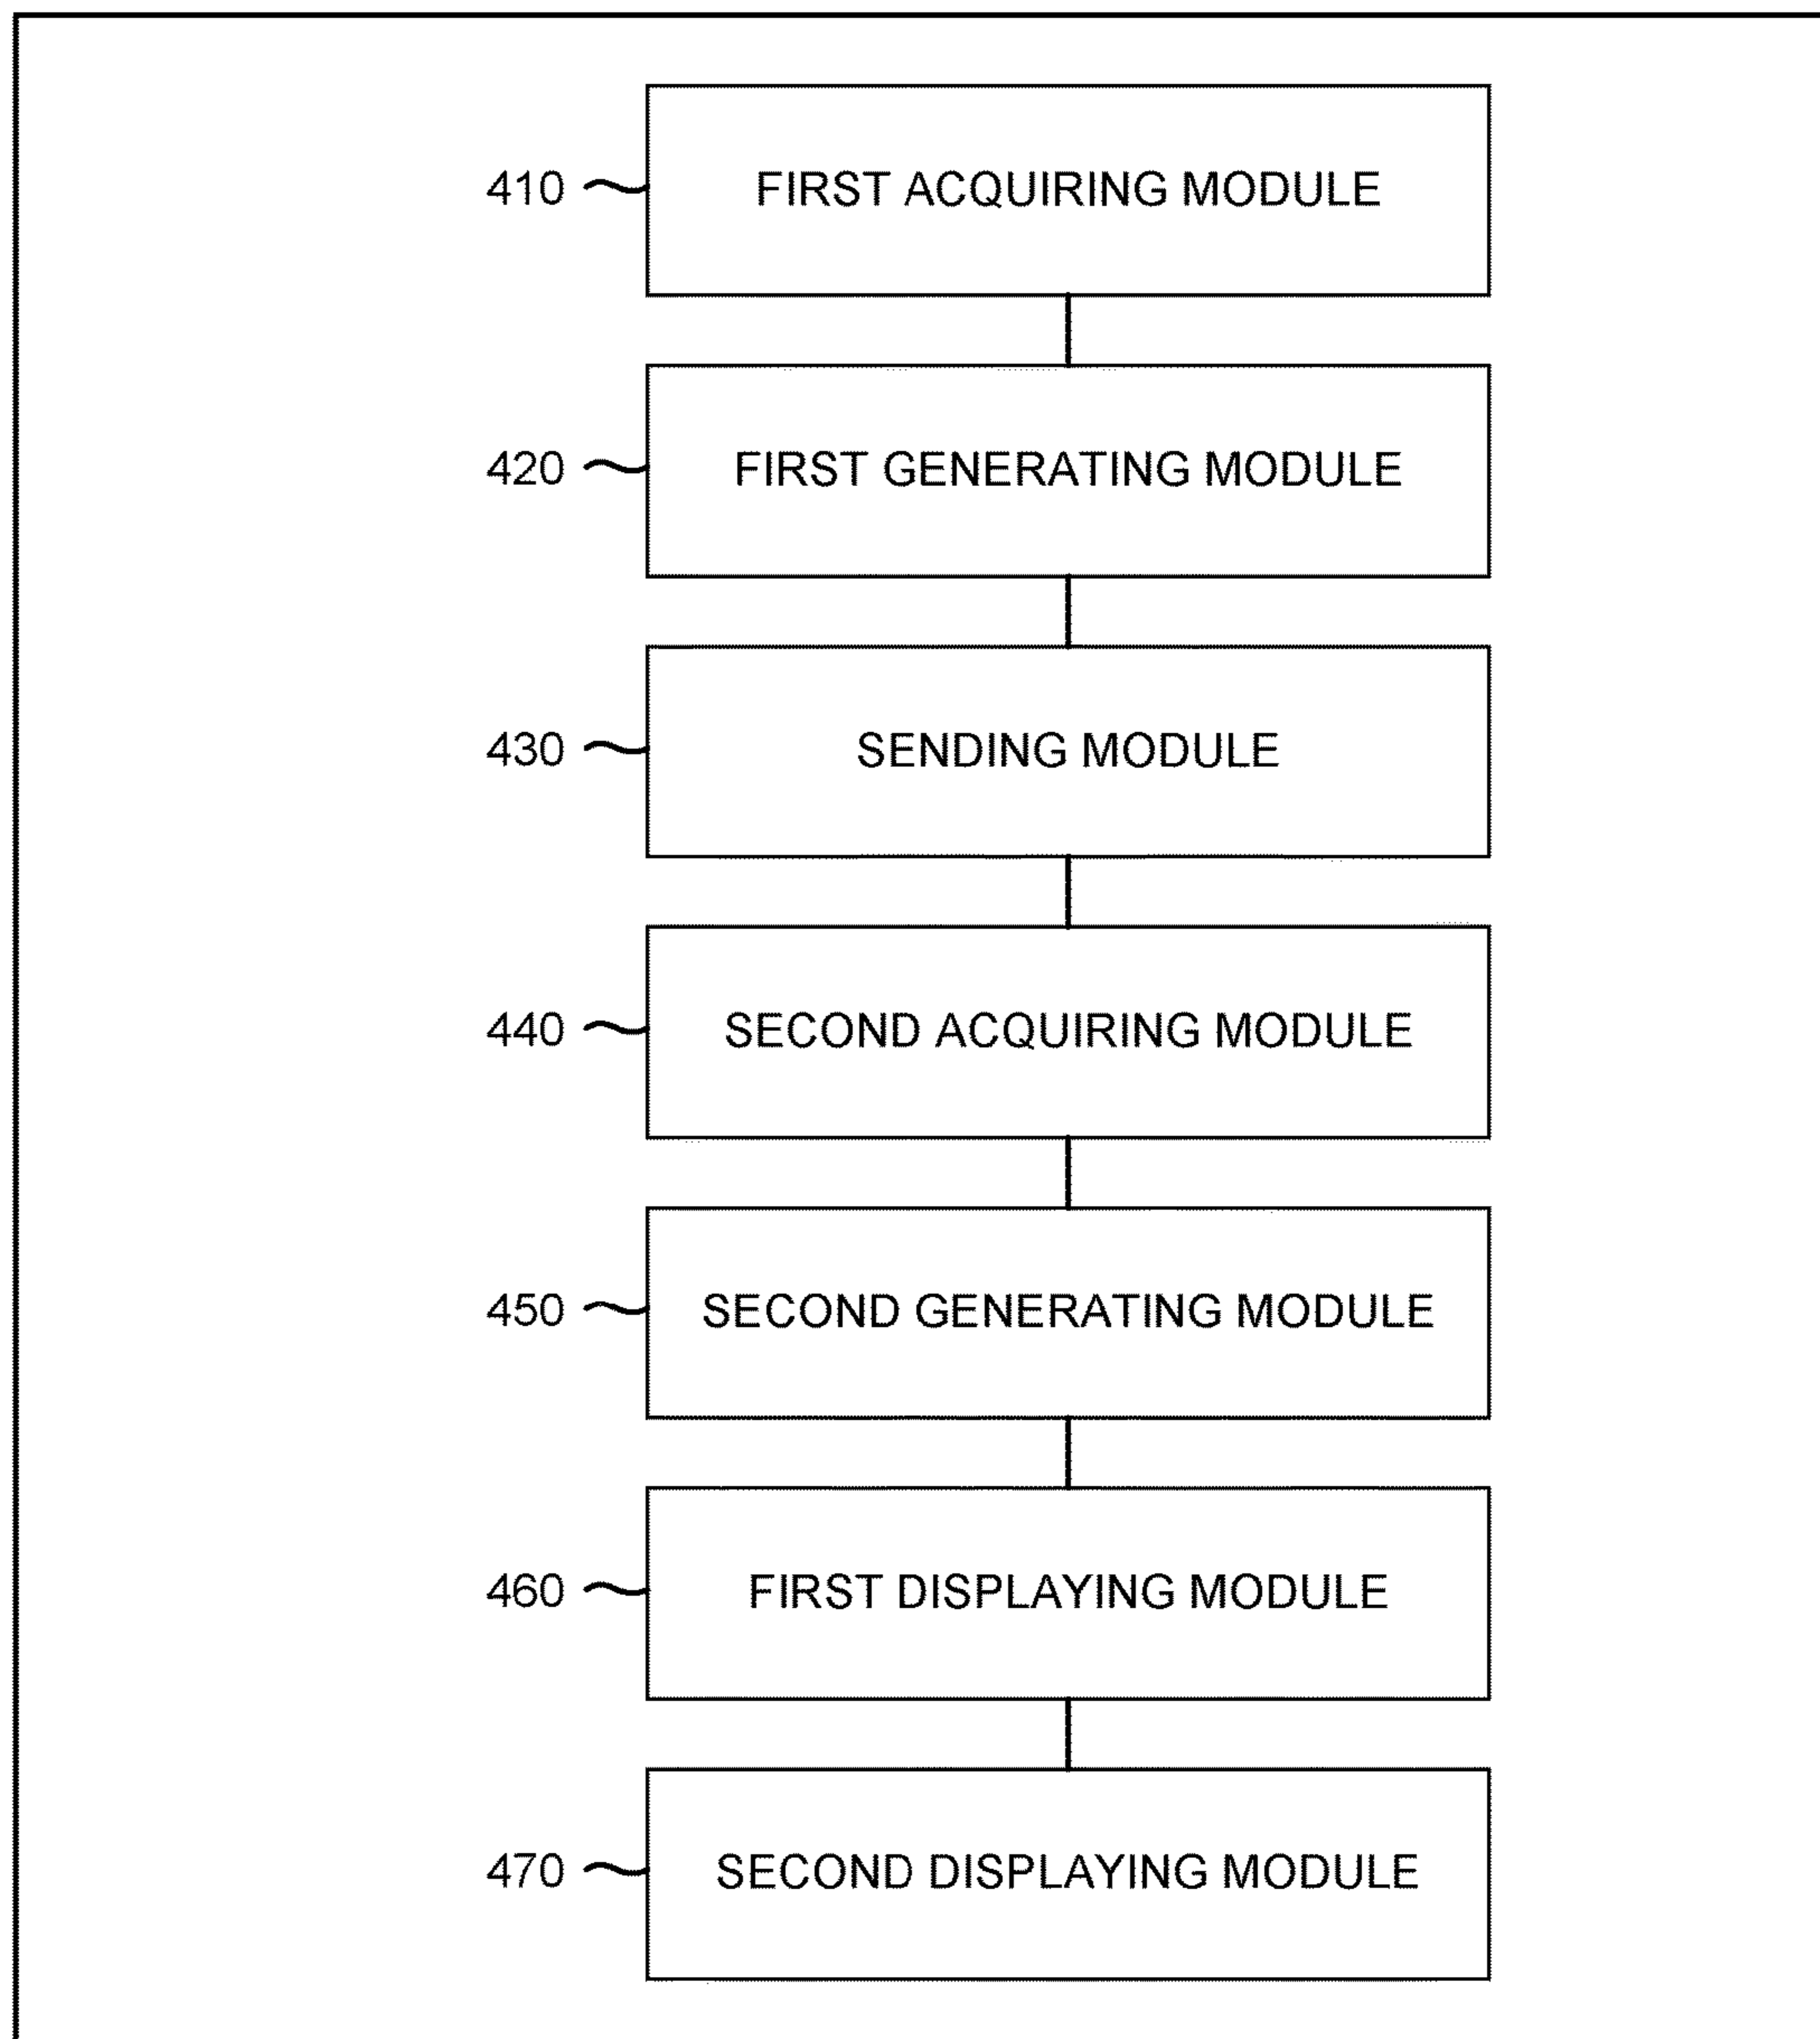 410 FIRST ACQUIRING MODULE
420 FIRST GENERATING MODULE
430 SENDING MODULE
440 SECOND ACQUIRING MODULE
450 SECOND GENERATING MODULE
460 FIRST DISPLAYING MODULE
470 SECOND DISPLAYING MODULE